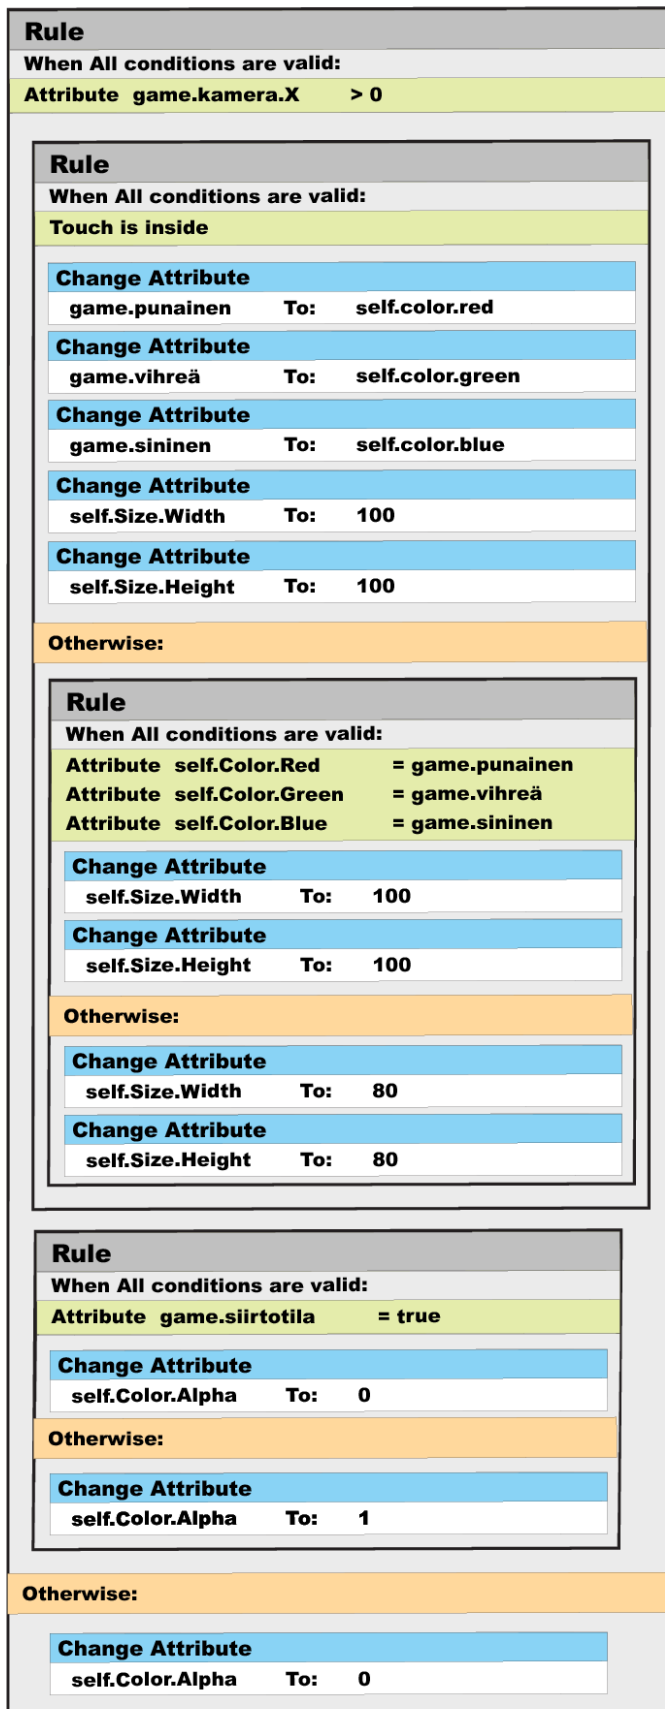 Rule
When All conditions are valid:
Attribute game.kamera.X > 0
Rule
When All conditions are valid:
Touch is inside
Change Attribute
game.punainen To: self.color.red
Change Attribute
game.vihreä To: self.color.green
Change Attribute
game.sininen To: self.color.blue
Change Attribute
self.Size.Width To: 100
Change Attribute
self.Size.Height To: 100
Otherwise:
Rule
When All conditions are valid:
Attribute self.Color.Red = game.punainen
Attribute self.Color.Green = game.vihreä
Attribute self.Color.Blue = game.sininen
Change Attribute
self.Size.Width To: 100
Change Attribute
self.Size.Height To: 100
Otherwise:
Change Attribute
self.Size.Width To: 80
Change Attribute
self.Size.Height To: 80
Rule
When All conditions are valid:
Attribute game.siirtotila = true
Change Attribute
self.Color.Alpha To: 0
Otherwise:
Change Attribute
self.Color.Alpha To: 1
Otherwise:
Change Attribute
self.Color.Alpha To: 0